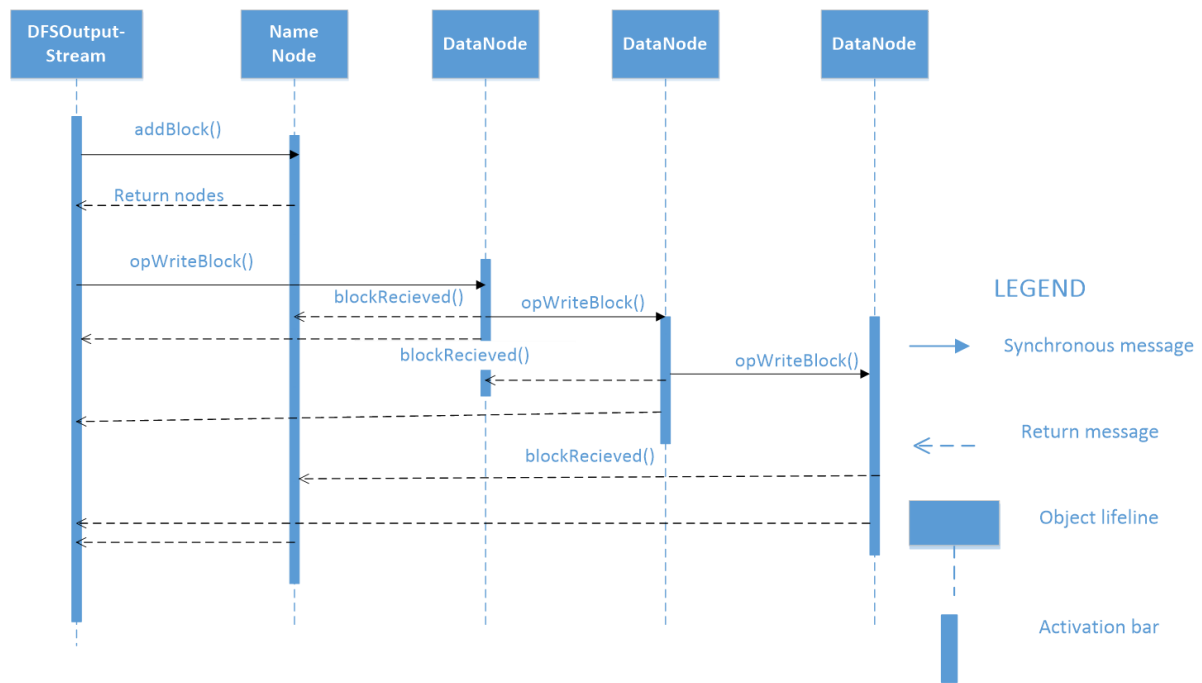 DFSOutput-
Stream
Name
Node
DataNode
DataNode
DataNode
addBlock()
Return nodes
opWriteBlock()
blockRecieved()
opWriteBlock()
blockRecieved()
opWriteBlock()
blockRecieved()
LEGEND
Synchronous message
Return message
Object lifeline
Activation bar